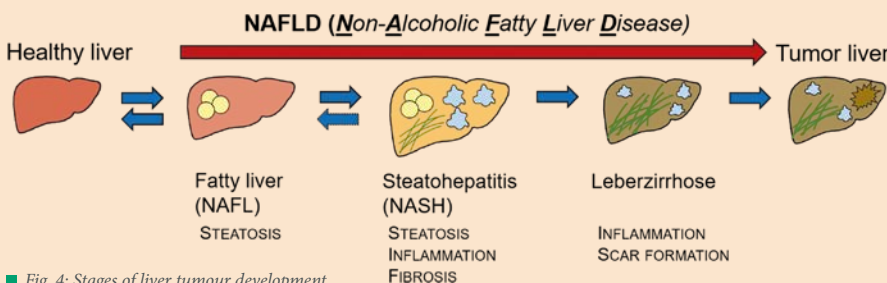 NAFLD (Non-Alcoholic Fatty Liver Disease)
Healthy liver
Tumor liver
Fatty liver
(NAFL)
STEATOSIS
Steatohepatitis
(NASH)
STEATOSIS
INFLAMMATION
FIBROSIS
Leberzirrhose
INFLAMMATION
SCAR FORMATION
Fig. 4: Stages of liver tumour development